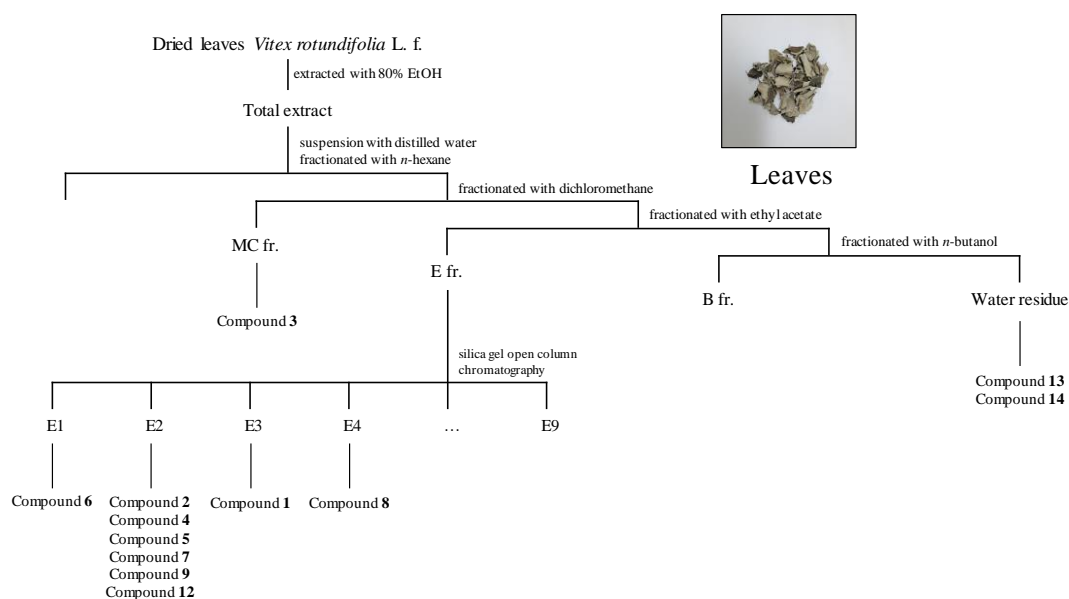 Dried leaves Vitex rotundifolia L. f.
extracted with 80% EtOH
Total extract
suspension with distilled water
fractionated with n-hexane
Leaves
fractionated with dichloromethane
fractionated with ethyl acetate
MC fr.
fractionated with n-butanol
E fr.
B fr.
Water residue
Compound 3
silica gel open column
chromatography
Compound 13
Compound 14
E1
E2
E3
E4
…
E9
Compound 6
Compound 2
Compound 4
Compound 5
Compound 7
Compound 9
Compound 12
Compound 1
Compound 8